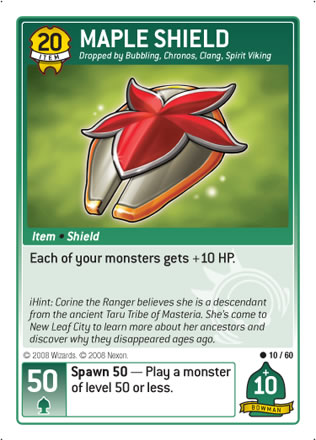 20
ITEM
MAPLE SHIELD
Dropped by Bubbling, Chronos, Clang, Spirit Viking
Item • Shield
Each of your monsters gets +10 HP.
iHint: Corine the Ranger believes she is a descendant
from the ancient Taru Tribe of Masteria. She's come to
New Leaf City to learn more about her ancestors and
discover why they disappeared ages ago.
© 2008 Wizards. © 2008 Nexon.
● 10 / 60
50
Spawn 50 — Play a monster
of level 50 or less.
+
10
BOWMAN